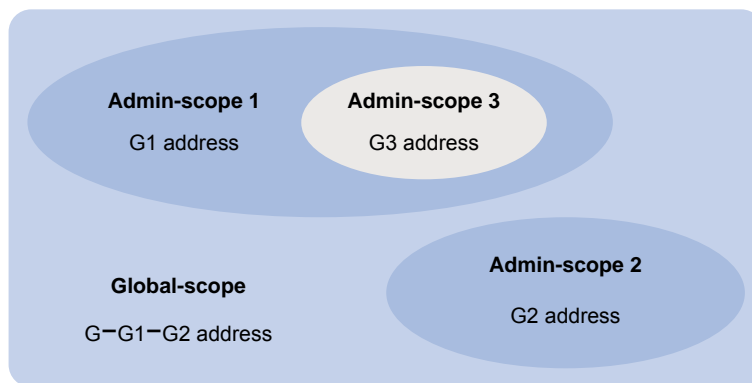 Admin-scope 1
G1 address
Admin-scope 3
G3 address
Global-scope
G−G1−G2 address
Admin-scope 2
G2 address